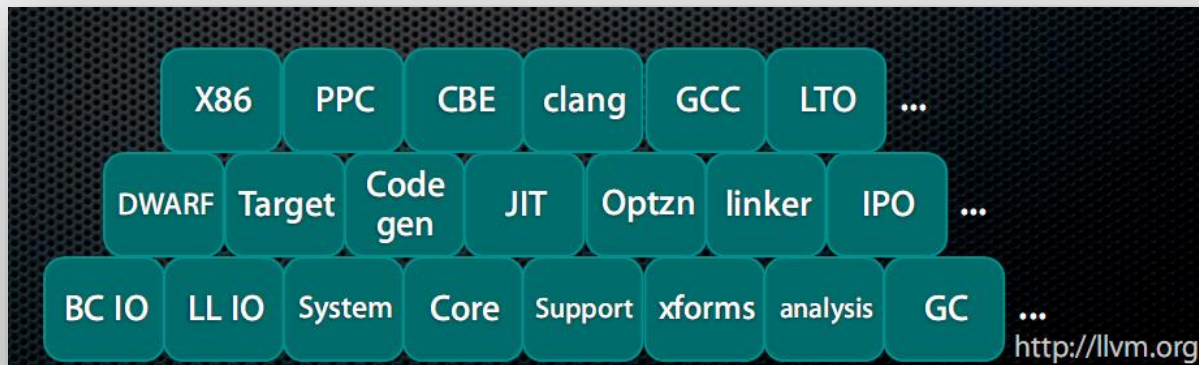 X86 PPC CBE clang GCC LTO ...
DWARF Target Code gen JIT Optzn linker IPO ...
BC IO LL IO System Core Support xforms analysis GC ...
http://llvm.org